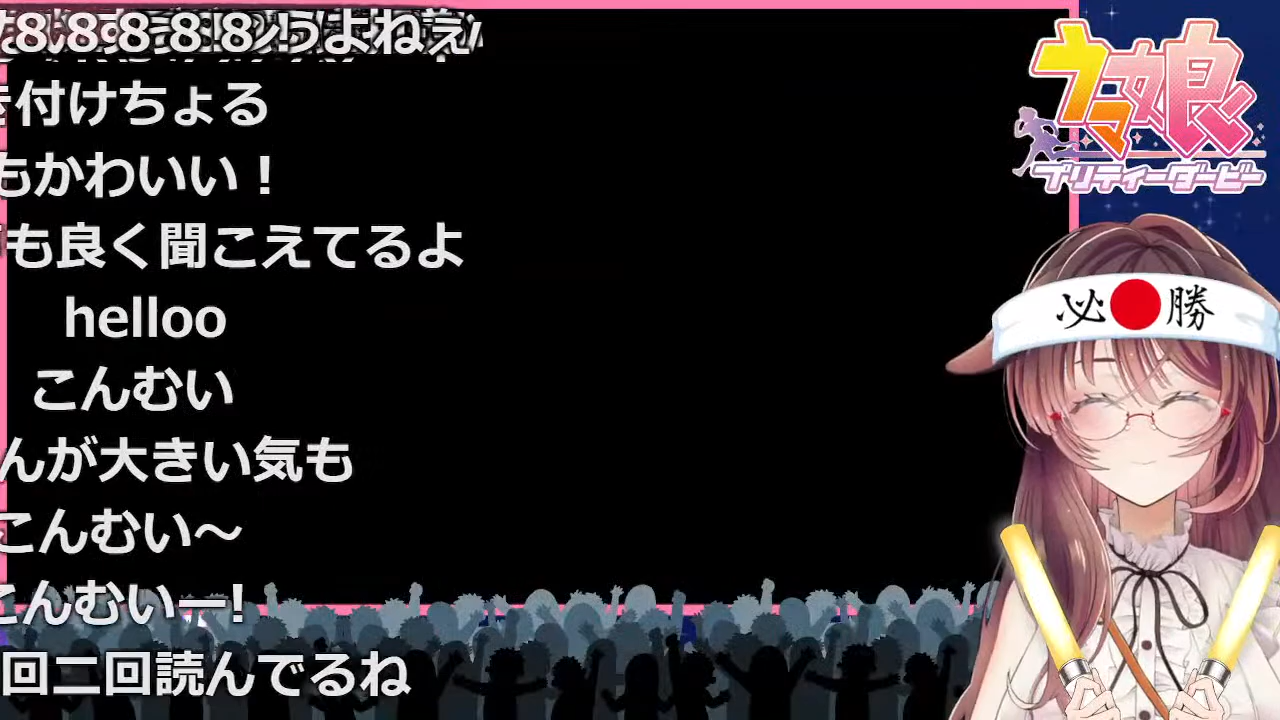 8 8 8 8 8 うよねぇ
付けちょる
もかわいい！
も良く聞こえてるよ
helloo
こんむい
んが大きい気も
こんむい〜
こんむいー!
回二回読んでるね
ウマ娘
プリティーダービー
必勝